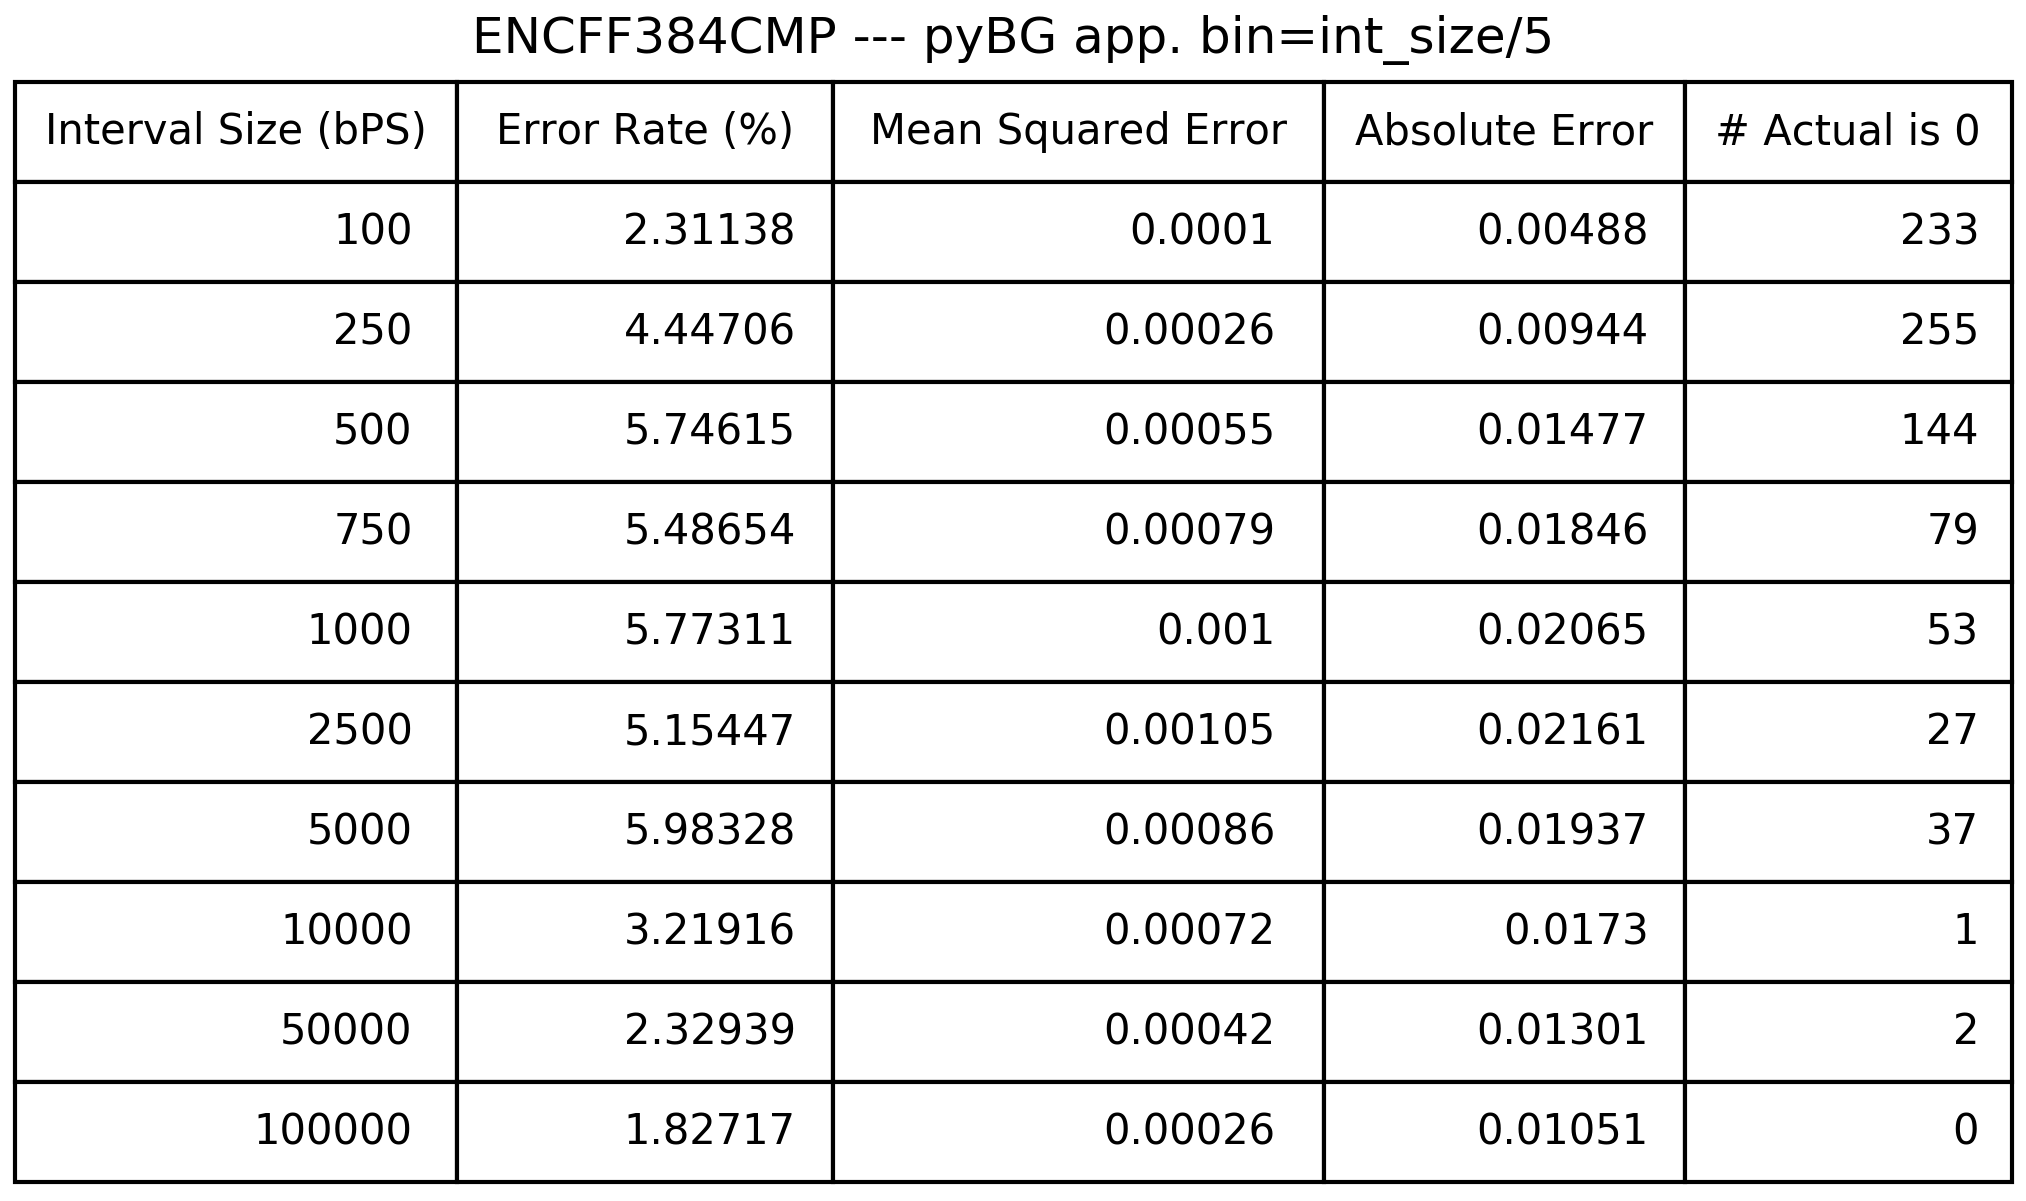 ENCFF384CMP --- pyBG app. bin=int_size/5
Interval Size (bPS) Error Rate (%) Mean Squared Error Absolute Error # Actual is 0
100 2.31138 0.0001 0.00488 233
250 4.44706 0.00026 0.00944 255
500 5.74615 0.00055 0.01477 144
750 5.48654 0.00079 0.01846 79
1000 5.77311 0.001 0.02065 53
2500 5.15447 0.00105 0.02161 27
5000 5.98328 0.00086 0.01937 37
10000 3.21916 0.00072 0.0173 1
50000 2.32939 0.00042 0.01301 2
100000 1.82717 0.00026 0.01051 0